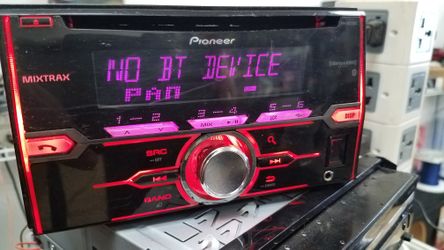 Pioneer
MIXTRAX
NO BT DEVICE
PAN
1 — 2
3 — 4
5 — 6
MIX
DISP
SRC
BAND